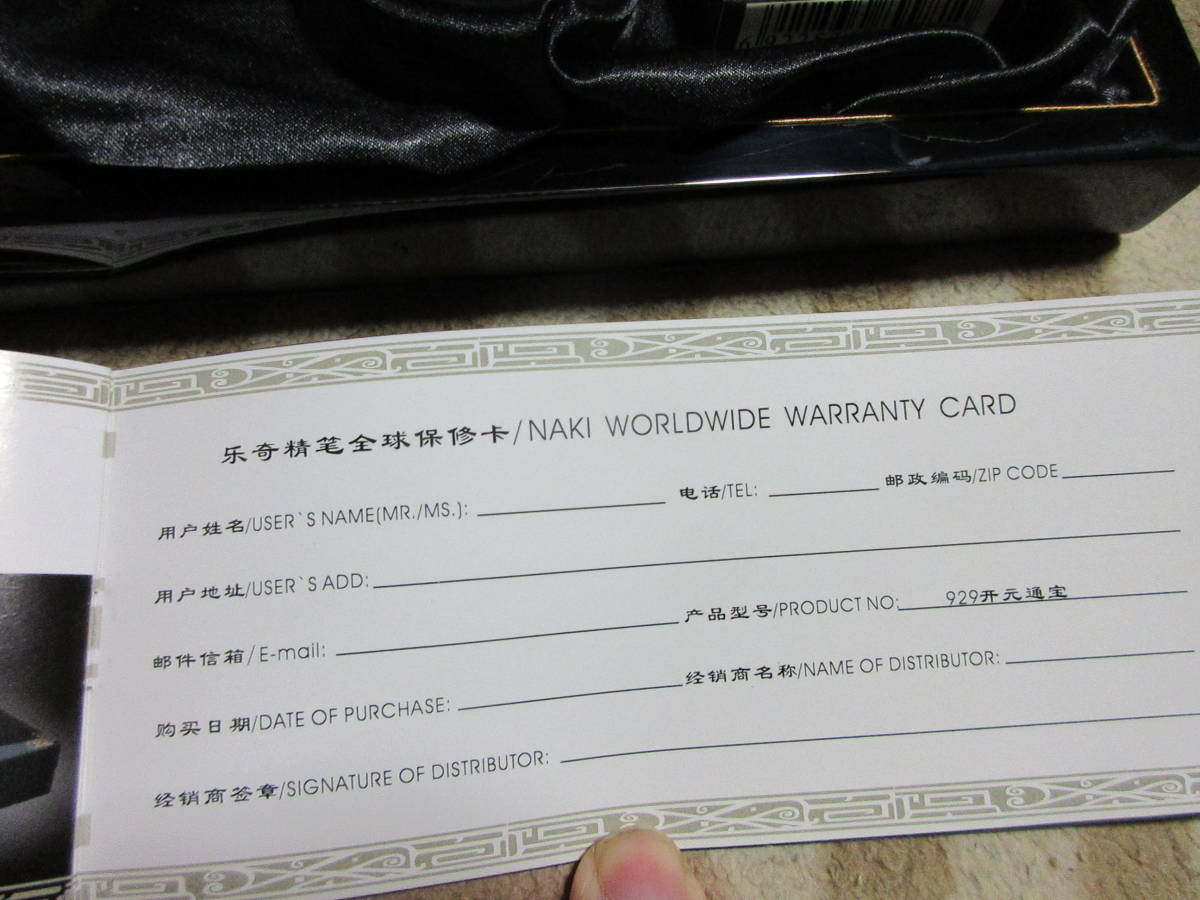 乐奇精笔全球保修卡/NAKI WORLDWIDE WARRANTY CARD
用户姓名/USER`S NAME(MR./MS.): 电话/TEL: 邮政编码/ZIP CODE
用户地址/USER`S ADD:
邮件信箱/E-mail: 产品型号/PRODUCT NO: 929开元通宝
购买日期/DATE OF PURCHASE: 经销商名称/NAME OF DISTRIBUTOR:
经销商签章/SIGNATURE OF DISTRIBUTOR: